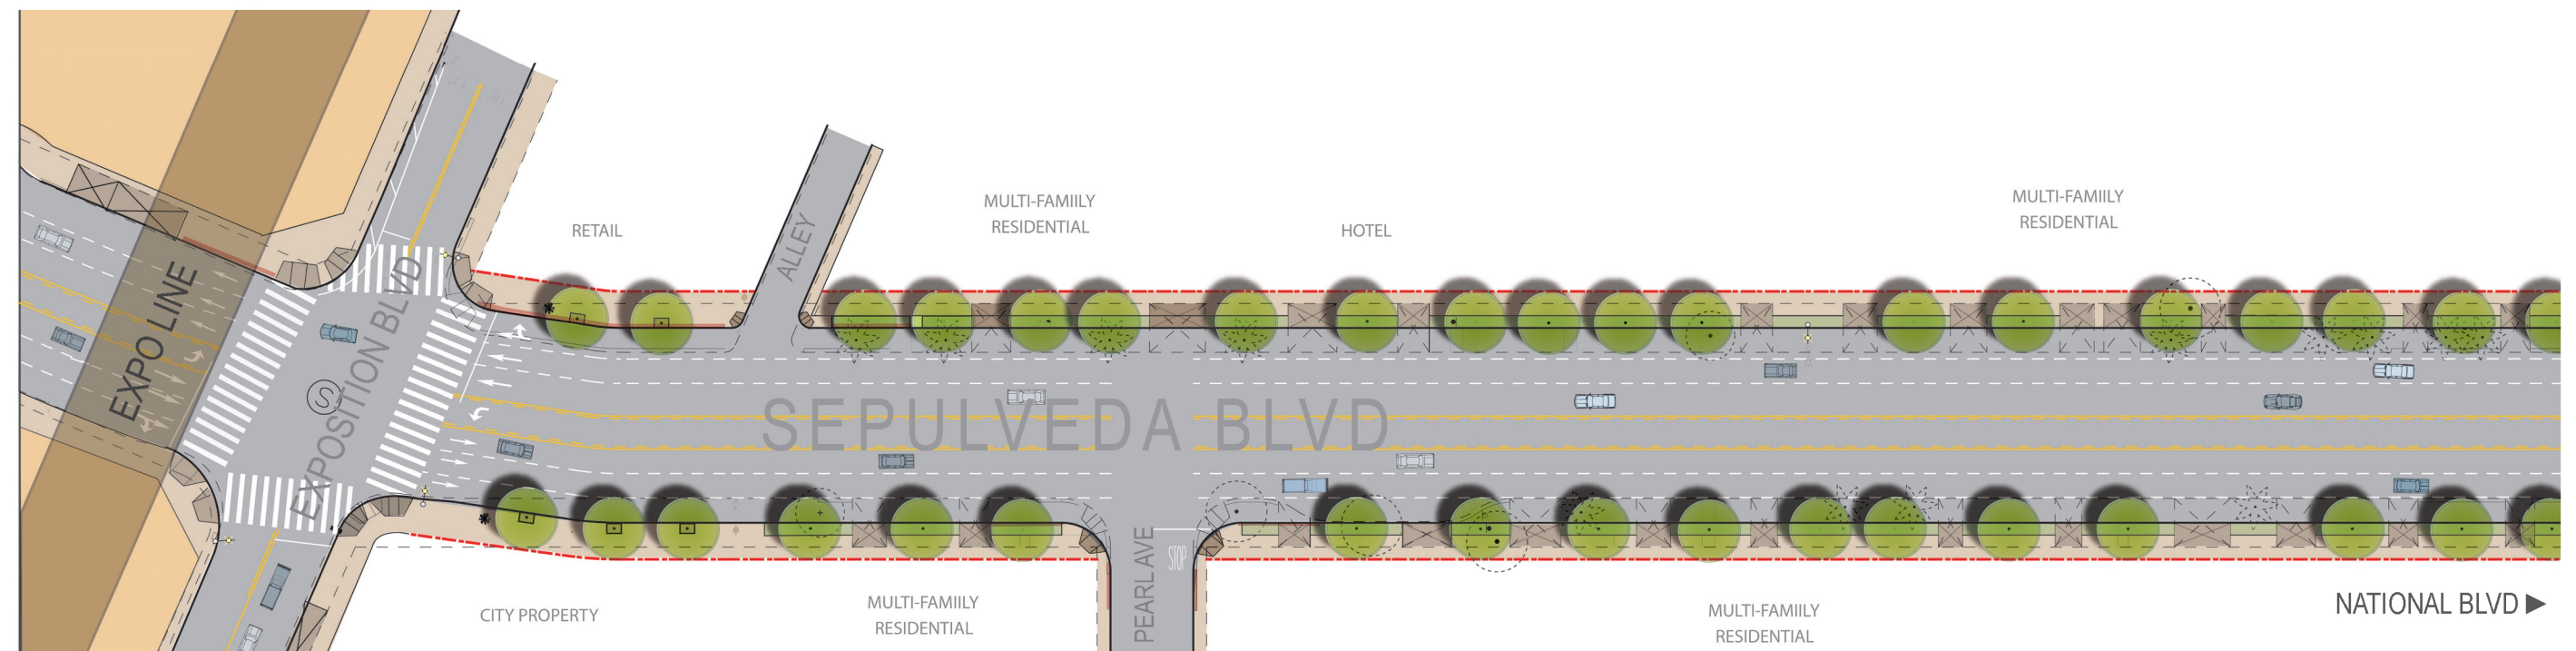 RETAIL
ALLEY
MULTI-FAMIILY
RESIDENTIAL
HOTEL
MULTI-FAMIILY
RESIDENTIAL
EXPO LINE
EXPOSITION BLVD
S
SEPULVEDA BLVD
PEARL AVE
STOP
CITY PROPERTY
MULTI-FAMIILY
RESIDENTIAL
MULTI-FAMIILY
RESIDENTIAL
NATIONAL BLVD